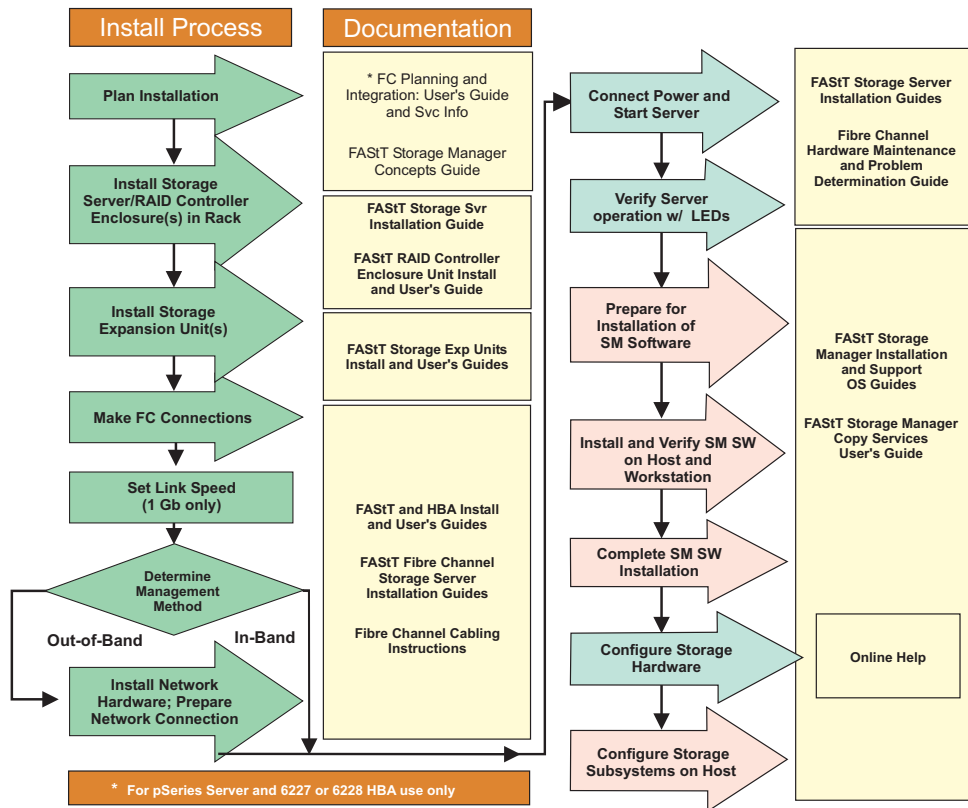 Install Process
Documentation
Plan Installation
Install Storage
Server/RAID Controller
Enclosure(s) in Rack
Install Storage
Expansion Unit(s)
Make FC Connections
Set Link Speed
(1 Gb only)
Determine
Management
Method
Out-of-Band
In-Band
Install Network
Hardware; Prepare
Network Connection
* FC Planning and
Integration: User's Guide
and Svc Info
FAStT Storage Manager
Concepts Guide
FAStT Storage Svr
Installation Guide
FAStT RAID Controller
Enclosure Unit Install
and User's Guide
FAStT Storage Exp Units
Install and User's Guides
FAStT and HBA Install
and User's Guides
FAStT Fibre Channel
Storage Server
Installation Guides
Fibre Channel Cabling
Instructions
* For pSeries Server and 6227 or 6228 HBA use only
Connect Power and
Start Server
Verify Server
operation w/ LEDs
Prepare for
Installation of
SM Software
Install and Verify SM SW
on Host and
Workstation
Complete SM SW
Installation
Configure Storage
Hardware
Configure Storage
Subsystems on Host
FAStT Storage Server
Installation Guides
Fibre Channel
Hardware Maintenance
and Problem
Determination Guide
FAStT Storage
Manager Installation
and Support
OS Guides
FAStT Storage Manager
Copy Services
User's Guide
Online Help